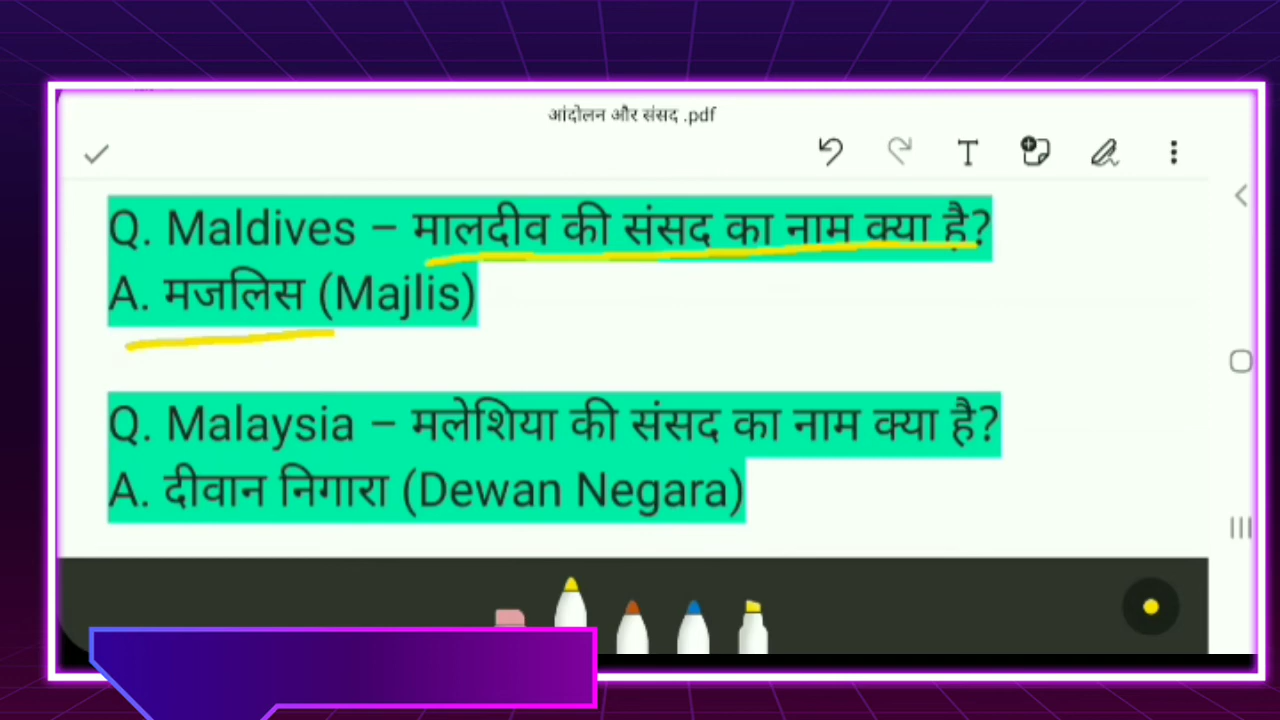 आंदोलन और संसद .pdf
Q. Maldives – मालदीव की संसद का नाम क्या है?
A. मजलिस (Majlis)
Q. Malaysia – मलेशिया की संसद का नाम क्या है?
A. दीवान निगारा (Dewan Negara)